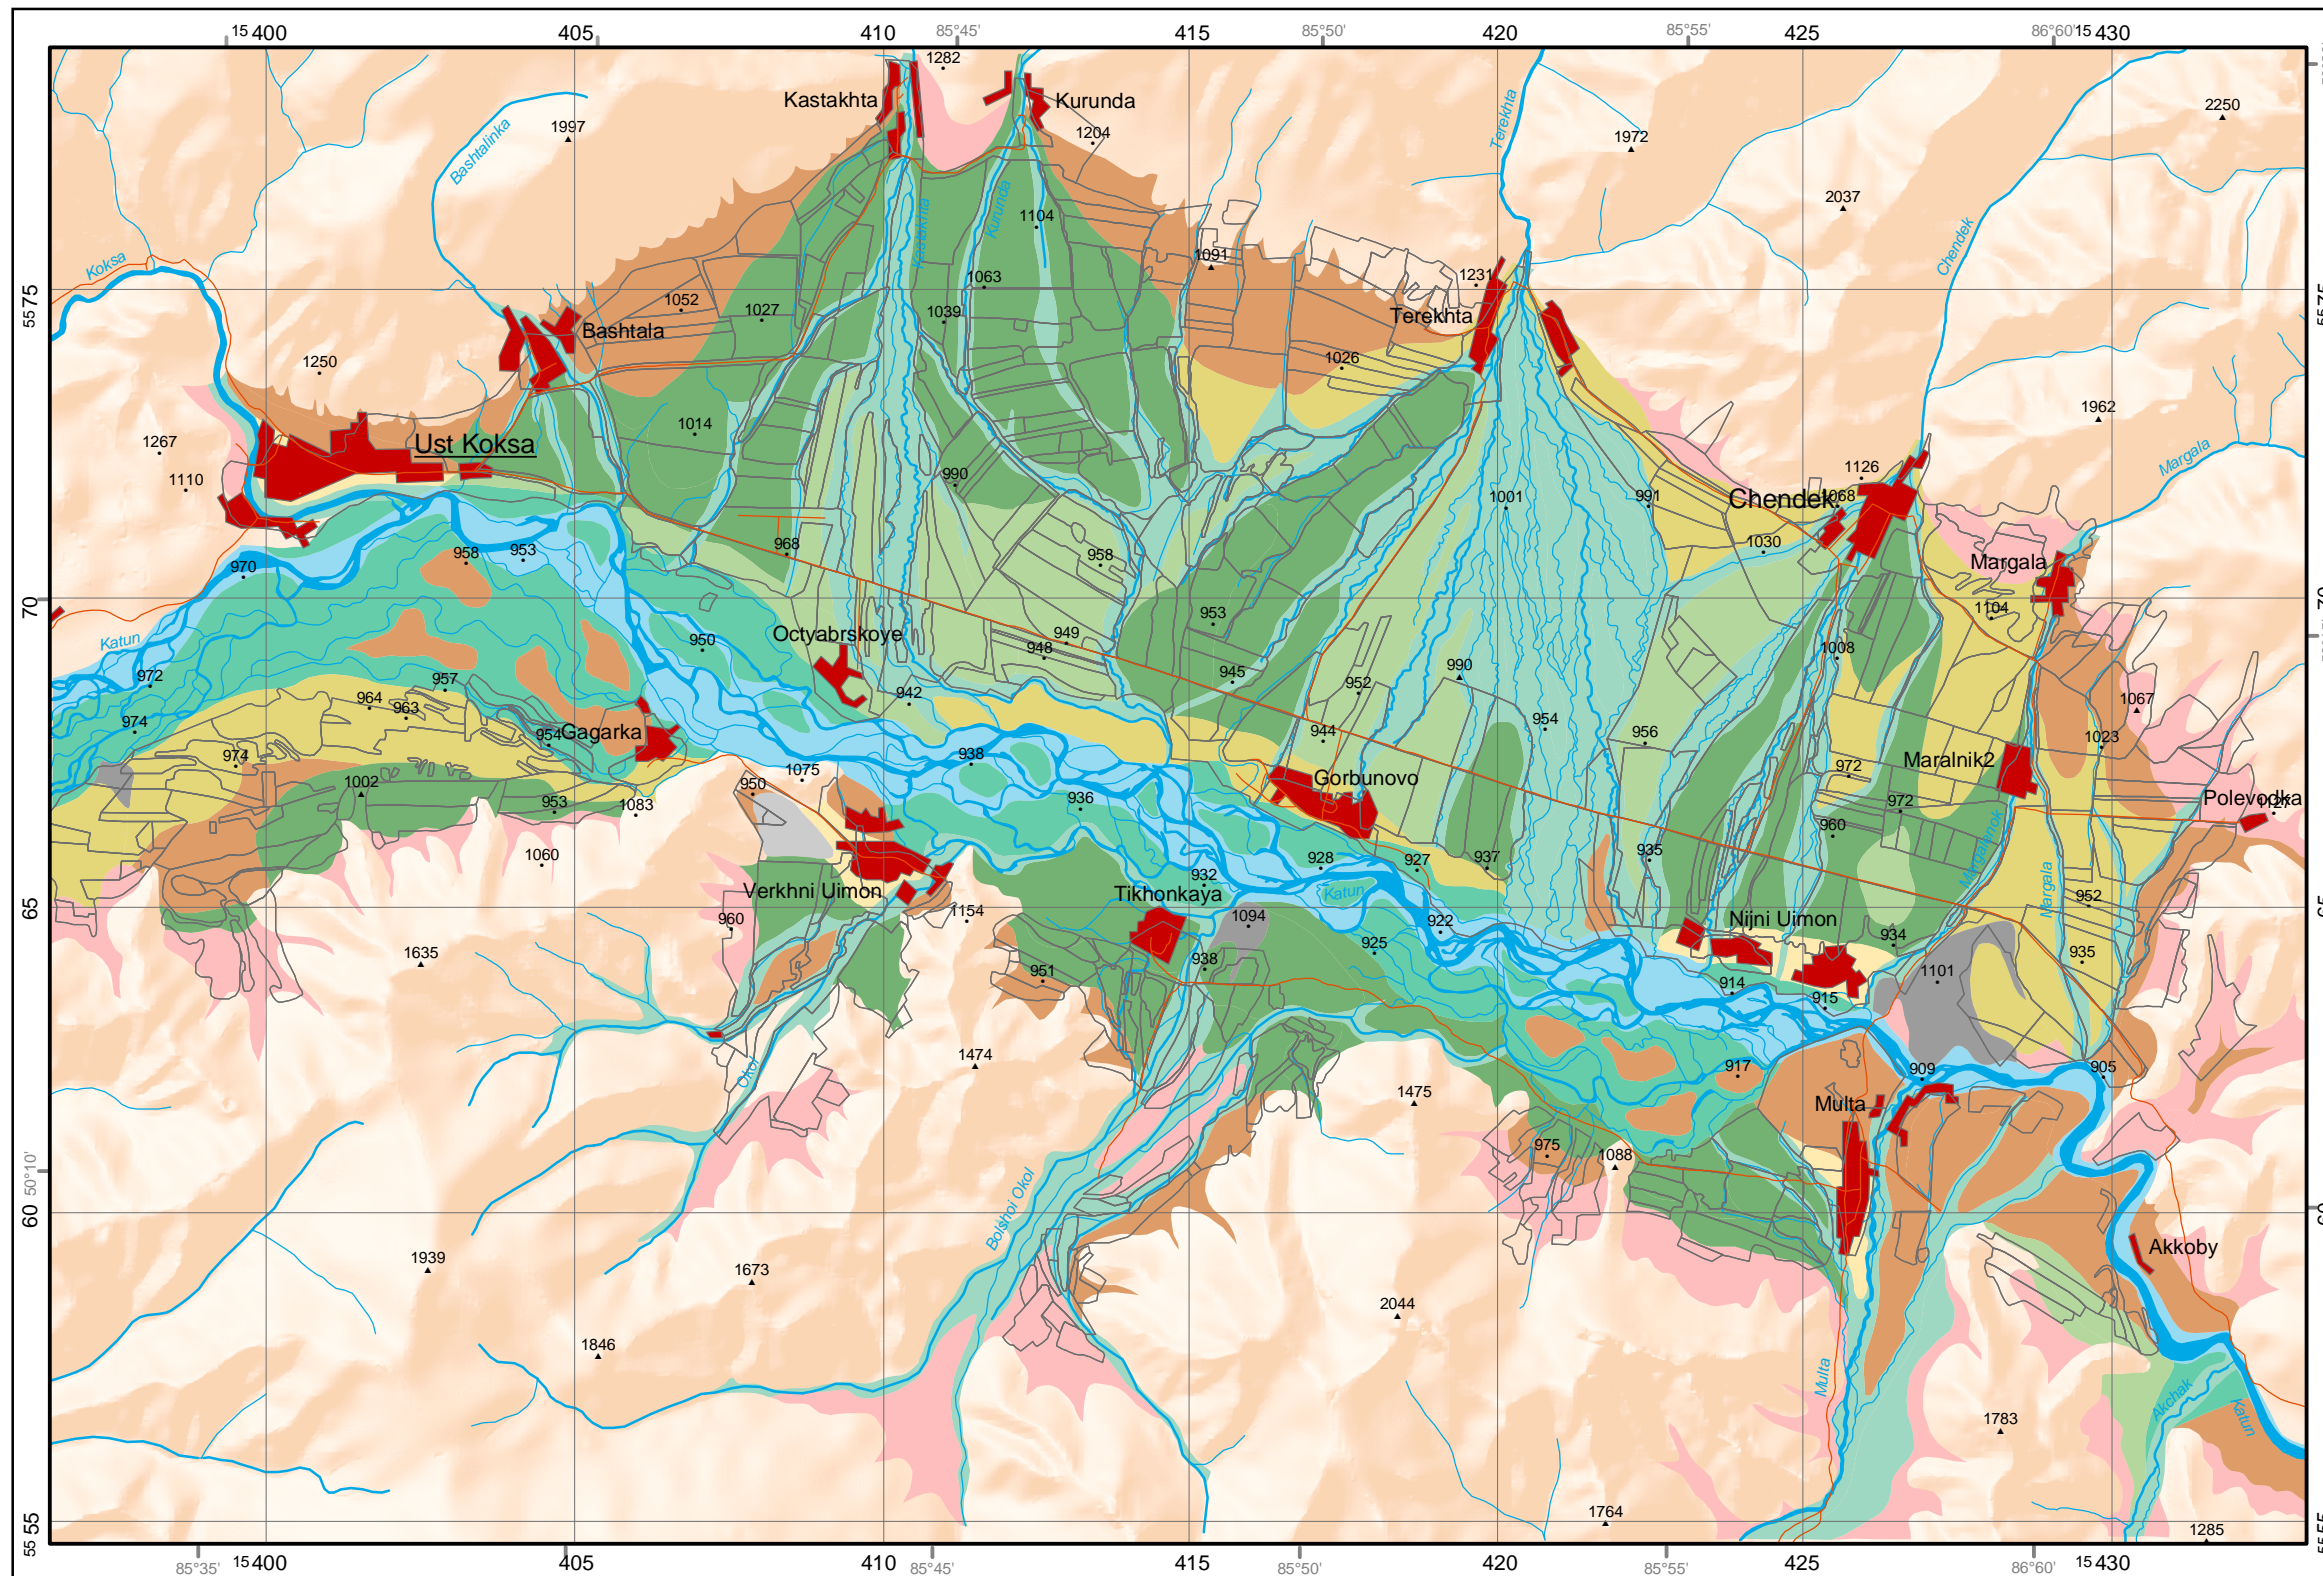 15 400 405 410 85°45' 415 85°50' 420 85°55' 425 86°60' 15 430
1282
Kastakhta Kurunda
2250
1997 1204 1972
Bashtalinka Terekhta
2037
Kastakhta Kurunda 1104
Chendek
Koksa 1091
1063 1231
5575 1052 1027 1039 Terekhta
Bashtala
1250 1026
1014 1962
1267 Ust Koksa Margala
1110 990 1001 991 1126
Chendek 1068
968 958 1030
958 953 Margala
970
70 1104
953
Katun Octyabrskoye 949
950 948 1008
972 957 945 990
964 963 942 952 1067
974 954 Gagarka 944 954 956 1023
974 938 972 Maralnik2
1002 950 1075 Gorbunovo
953 1083 936 972 Polevodka
960
1060 928 927 937 935 Margalenok
Verkhni Uimon 932
Tikhonkaya Katun Margala 952
65 960 1154 1094 922 Nijni Uimon
934
1635 925 935
951 938 914 1101
915
Okol 1474 917 909 905
1475 Multa
50°10' 975 1088
60 Bolshoi Okol
1939 1673 Akkoby
2044
1846 Multa
Akchak
1783 Katun
5555 1764 1285
85°35' 15 400 405 410 85°45' 415 85°50' 420 85°55' 425 86°60' 15 430